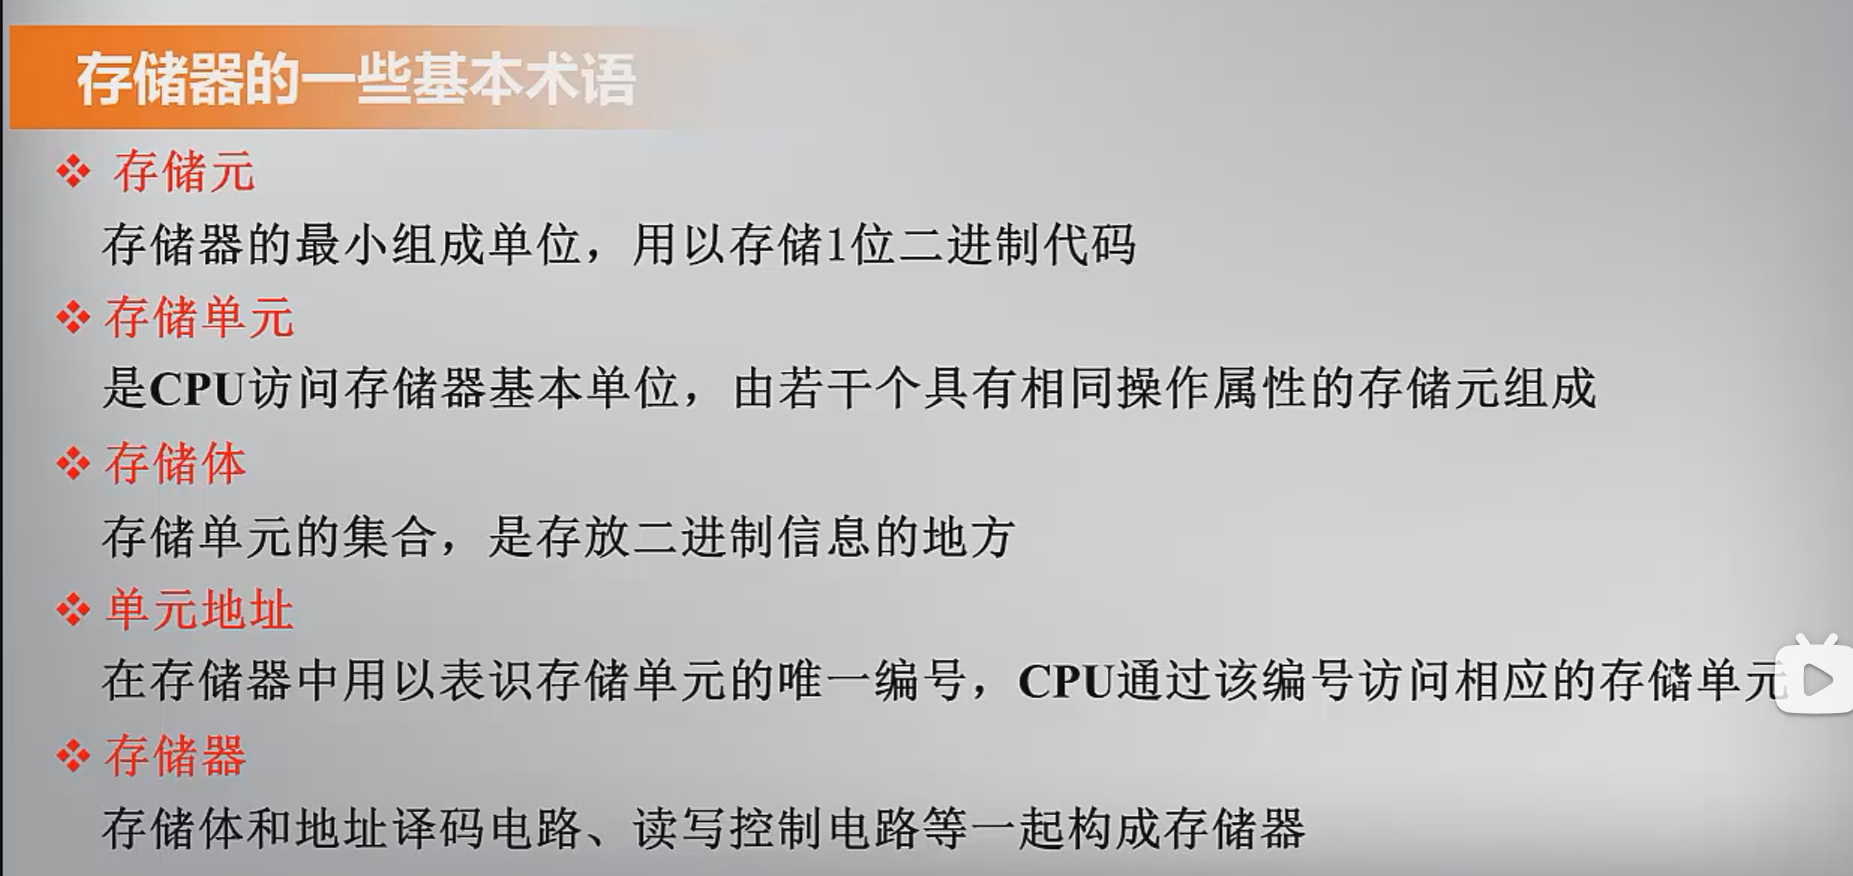 存储器的一些基本术语
存储元
存储器的最小组成单位，用以存储1位二进制代码
存储单元
是CPU访问存储器基本单位，由若干个具有相同操作属性的存储元组成
存储体
存储单元的集合，是存放二进制信息的地方
单元地址
在存储器中用以表识存储单元的唯一编号，CPU通过该编号访问相应的存储单元
存储器
存储体和地址译码电路、读写控制电路等一起构成存储器